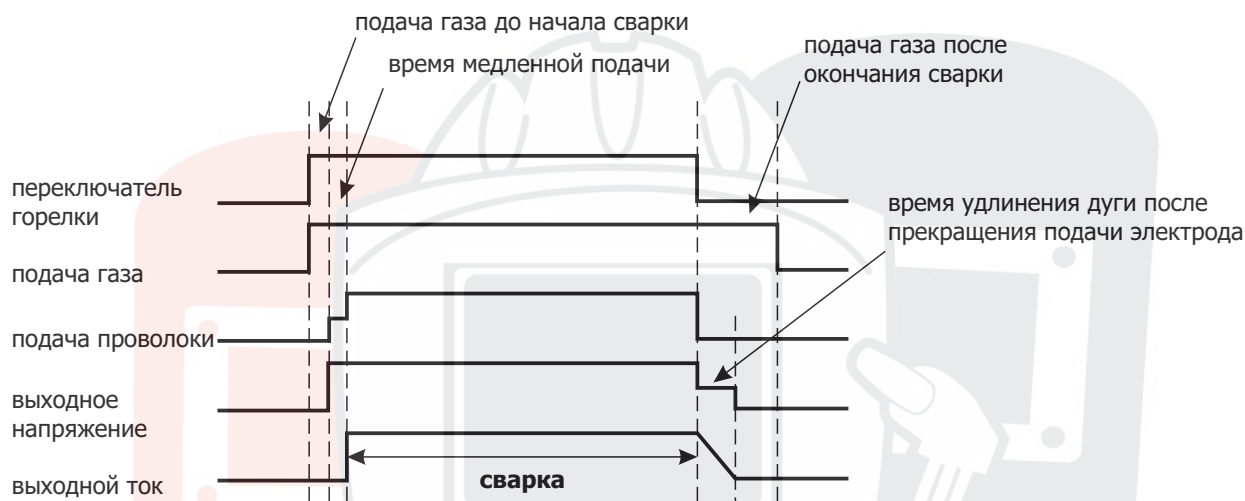 подача газа до начала сварки
время медленной подачи
подача газа после
окончания сварки
переключатель
горелки
время удлинения дуги после
прекращения подачи электрода
подача газа
подача проволоки
выходное
напряжение
выходной ток
сварка